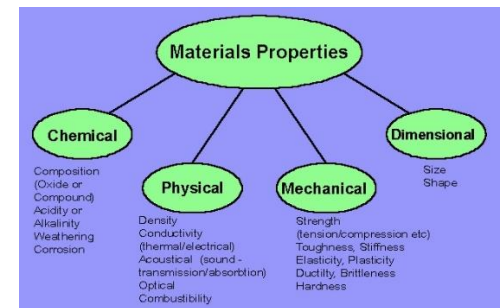 Materials Properties
Chemical
Composition
(Oxide or
Compound)
Acidity or
Alkalinity
Weathering
Corrosion
Physical
Density
Conductivity
(thermal/electrical)
Acoustical (sound -
transmission/absorbtion)
Optical
Combustibility
Mechanical
Strength
(tension/compression etc)
Toughness, Stiffness
Elasticity, Plasticity
Ductilty, Brittleness
Hardness
Dimensional
Size
Shape